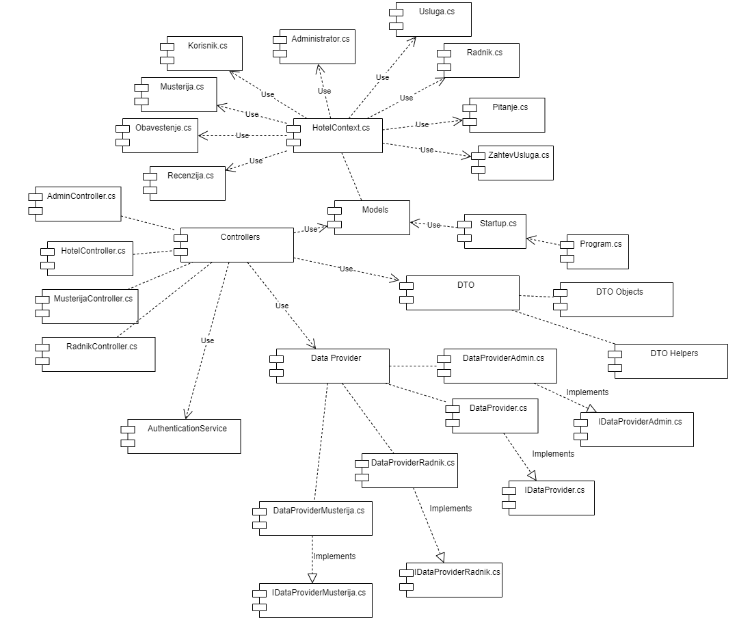 Usluga.cs
Administrator.cs
Korisnik.cs
Radnik.cs
Use
Musterija.cs
Use
Use
Use
Pitanje.cs
Use
Obavestenje.cs
Use
HotelContext.cs
Use
Use
Use
ZahtevUsluga.cs
Recenzija.cs
AdminController.cs
Models
Startup.cs
Use
Use
Controllers
Program.cs
HotelController.cs
Use
DTO
DTO Objects
MusterijaController.cs
Use
Use
RadnikController.cs
Data Provider
DataProviderAdmin.cs
DTO Helpers
Implements
DataProvider.cs
IDataProviderAdmin.cs
AuthenticationService
Implements
DataProviderRadnik.cs
IDataProvider.cs
DataProviderMusterija.cs
Implements
Implements
IDataProviderRadnik.cs
IDataProviderMusterija.cs